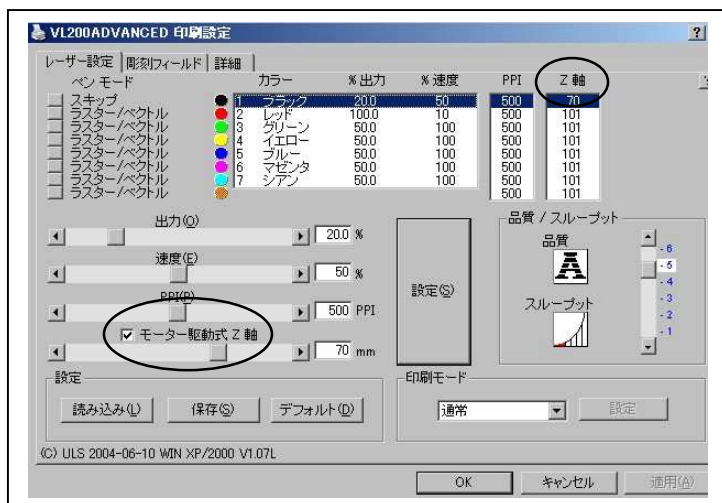 VL200ADVANCED 印刷設定
レーザー設定 彫刻フィールド 詳細
ペン モード カラー % 出力 % 速度 PPI Z 軸
スキップ 1 ブラック 20.0 50 500 70
ラスター/ベクトル 2 レッド 100.0 10 500 101
ラスター/ベクトル 3 グリーン 50.0 100 500 101
ラスター/ベクトル 4 イエロー 50.0 100 500 101
ラスター/ベクトル 5 ブルー 50.0 100 500 101
ラスター/ベクトル 6 マゼンタ 50.0 100 500 101
ラスター/ベクトル 7 シアン 50.0 100 500 101
ラスター/ベクトル 500 101
出力(O)
20.0 %
速度(E)
50 %
PPI(P)
500 PPI
モーター駆動式 Z 軸
70 mm
設定(S)
品質 / スループット
品質
A
スループット
- 6
- 5
- 4
- 3
- 2
- 1
設定
読み込み(L) 保存(S) デフォルト(D)
印刷モード
通常 設定
(C) ULS 2004-06-10 WIN XP/2000 V1.07L
OK キャンセル 適用(A)